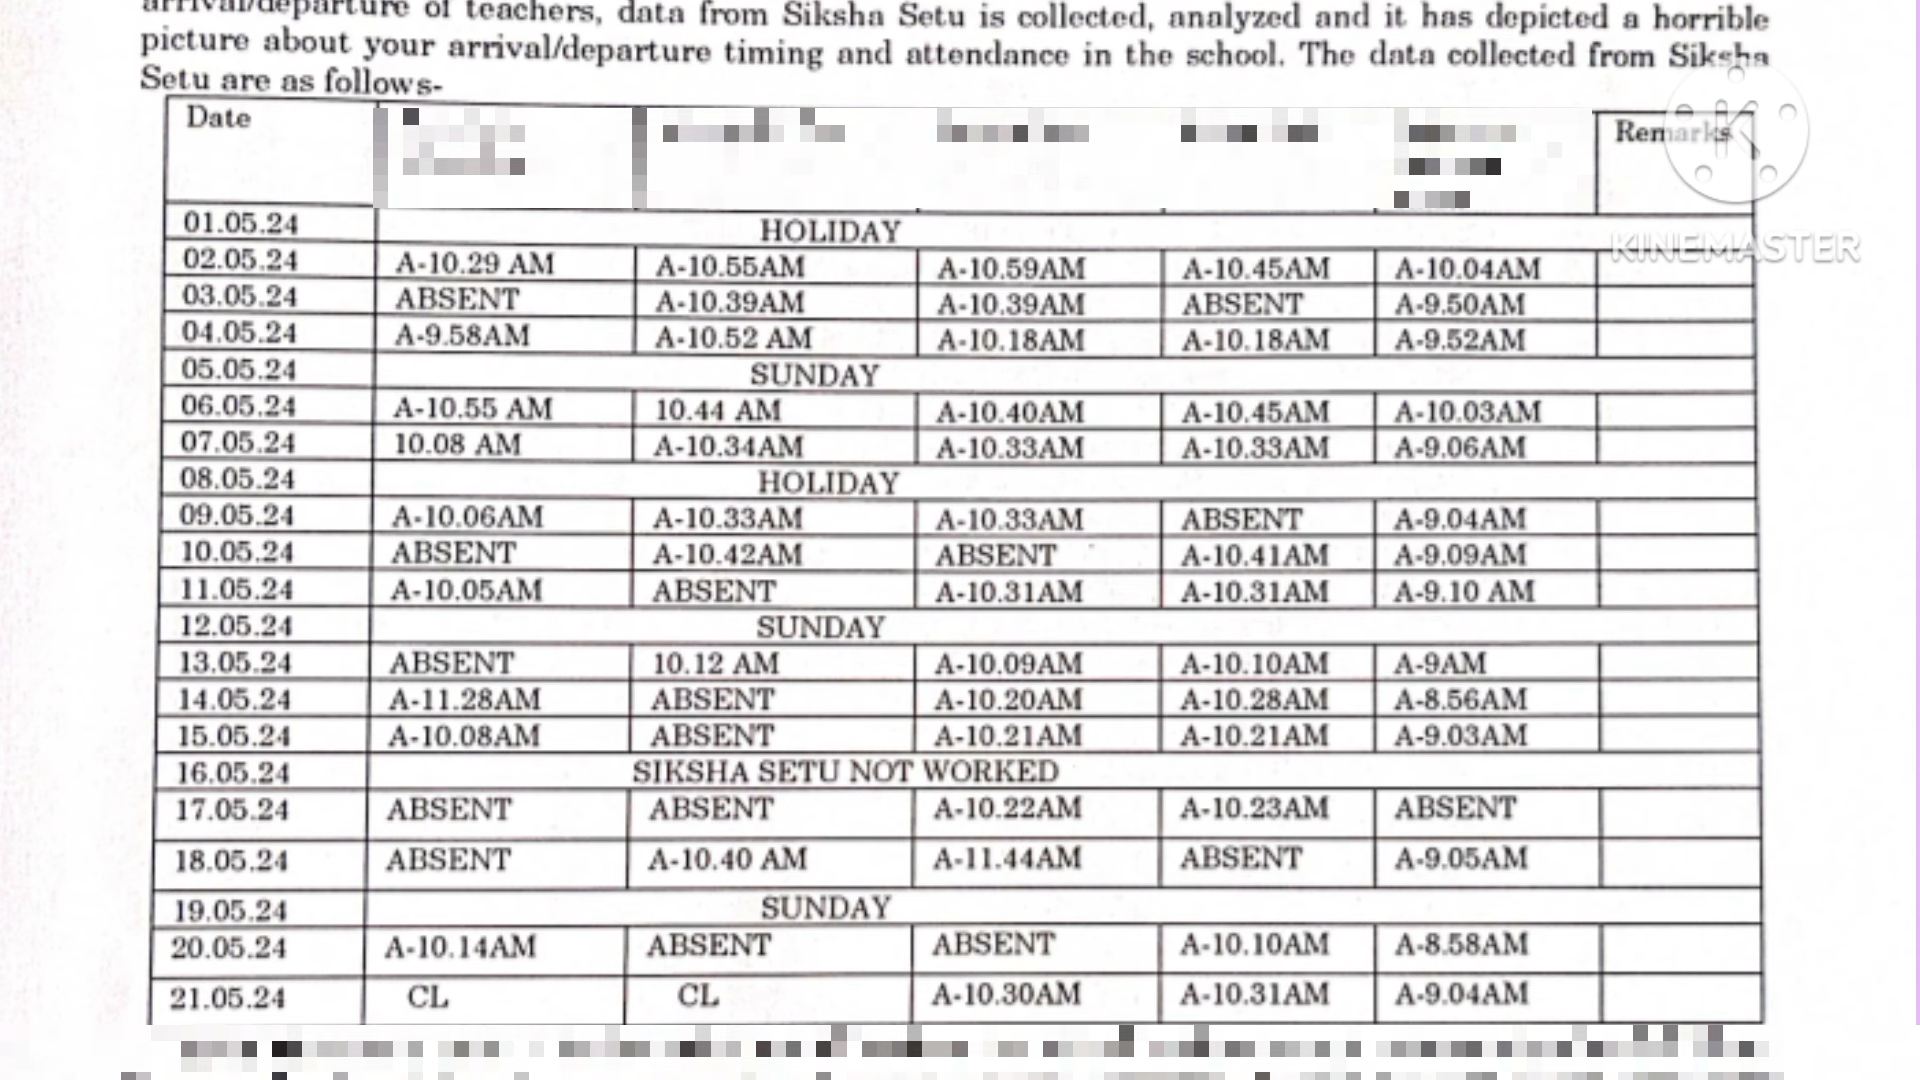 arrival/departure of teachers, data from Siksha Setu is collected, analyzed and it has depicted a horrible
picture about your arrival/departure timing and attendance in the school. The data collected from Siksha
Setu are as follows-
Date Remarks
01.05.24 HOLIDAY
02.05.24 A-10.29 AM A-10.55AM A-10.59AM A-10.45AM A-10.04AM
KINEMASTER
03.05.24 ABSENT A-10.39AM A-10.39AM ABSENT A-9.50AM
04.05.24 A-9.58AM A-10.52 AM A-10.18AM A-10.18AM A-9.52AM
05.05.24 SUNDAY
06.05.24 A-10.55 AM 10.44 AM A-10.40AM A-10.45AM A-10.03AM
07.05.24 10.08 AM A-10.34AM A-10.33AM A-10.33AM A-9.06AM
08.05.24 HOLIDAY
09.05.24 A-10.06AM A-10.33AM A-10.33AM ABSENT A-9.04AM
10.05.24 ABSENT A-10.42AM ABSENT A-10.41AM A-9.09AM
11.05.24 A-10.05AM ABSENT A-10.31AM A-10.31AM A-9.10 AM
12.05.24 SUNDAY
13.05.24 ABSENT 10.12 AM A-10.09AM A-10.10AM A-9AM
14.05.24 A-11.28AM ABSENT A-10.20AM A-10.28AM A-8.56AM
15.05.24 A-10.08AM ABSENT A-10.21AM A-10.21AM A-9.03AM
16.05.24 SIKSHA SETU NOT WORKED
17.05.24 ABSENT ABSENT A-10.22AM A-10.23AM ABSENT
18.05.24 ABSENT A-10.40 AM A-11.44AM ABSENT A-9.05AM
19.05.24 SUNDAY
20.05.24 A-10.14AM ABSENT ABSENT A-10.10AM A-8.58AM
21.05.24 CL CL A-10.30AM A-10.31AM A-9.04AM